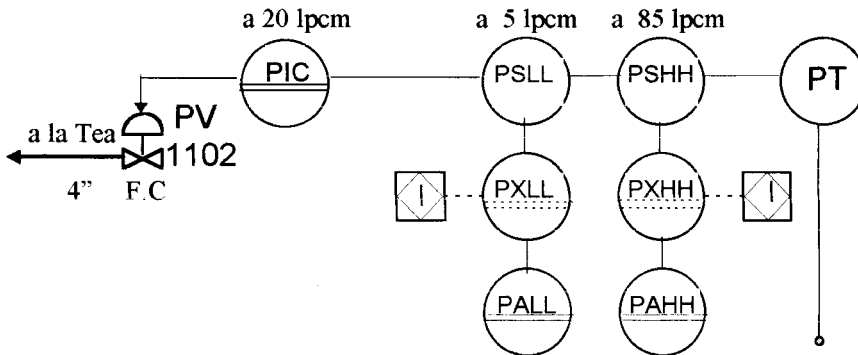 a 20 lpcm
a 5 lpcm
a 85 lpcm
PIC
PSLL
PSHH
PT
PV
1102
a la Tea
4”
F.C
I
PXLL
PXHH
I
PALL
PAHH